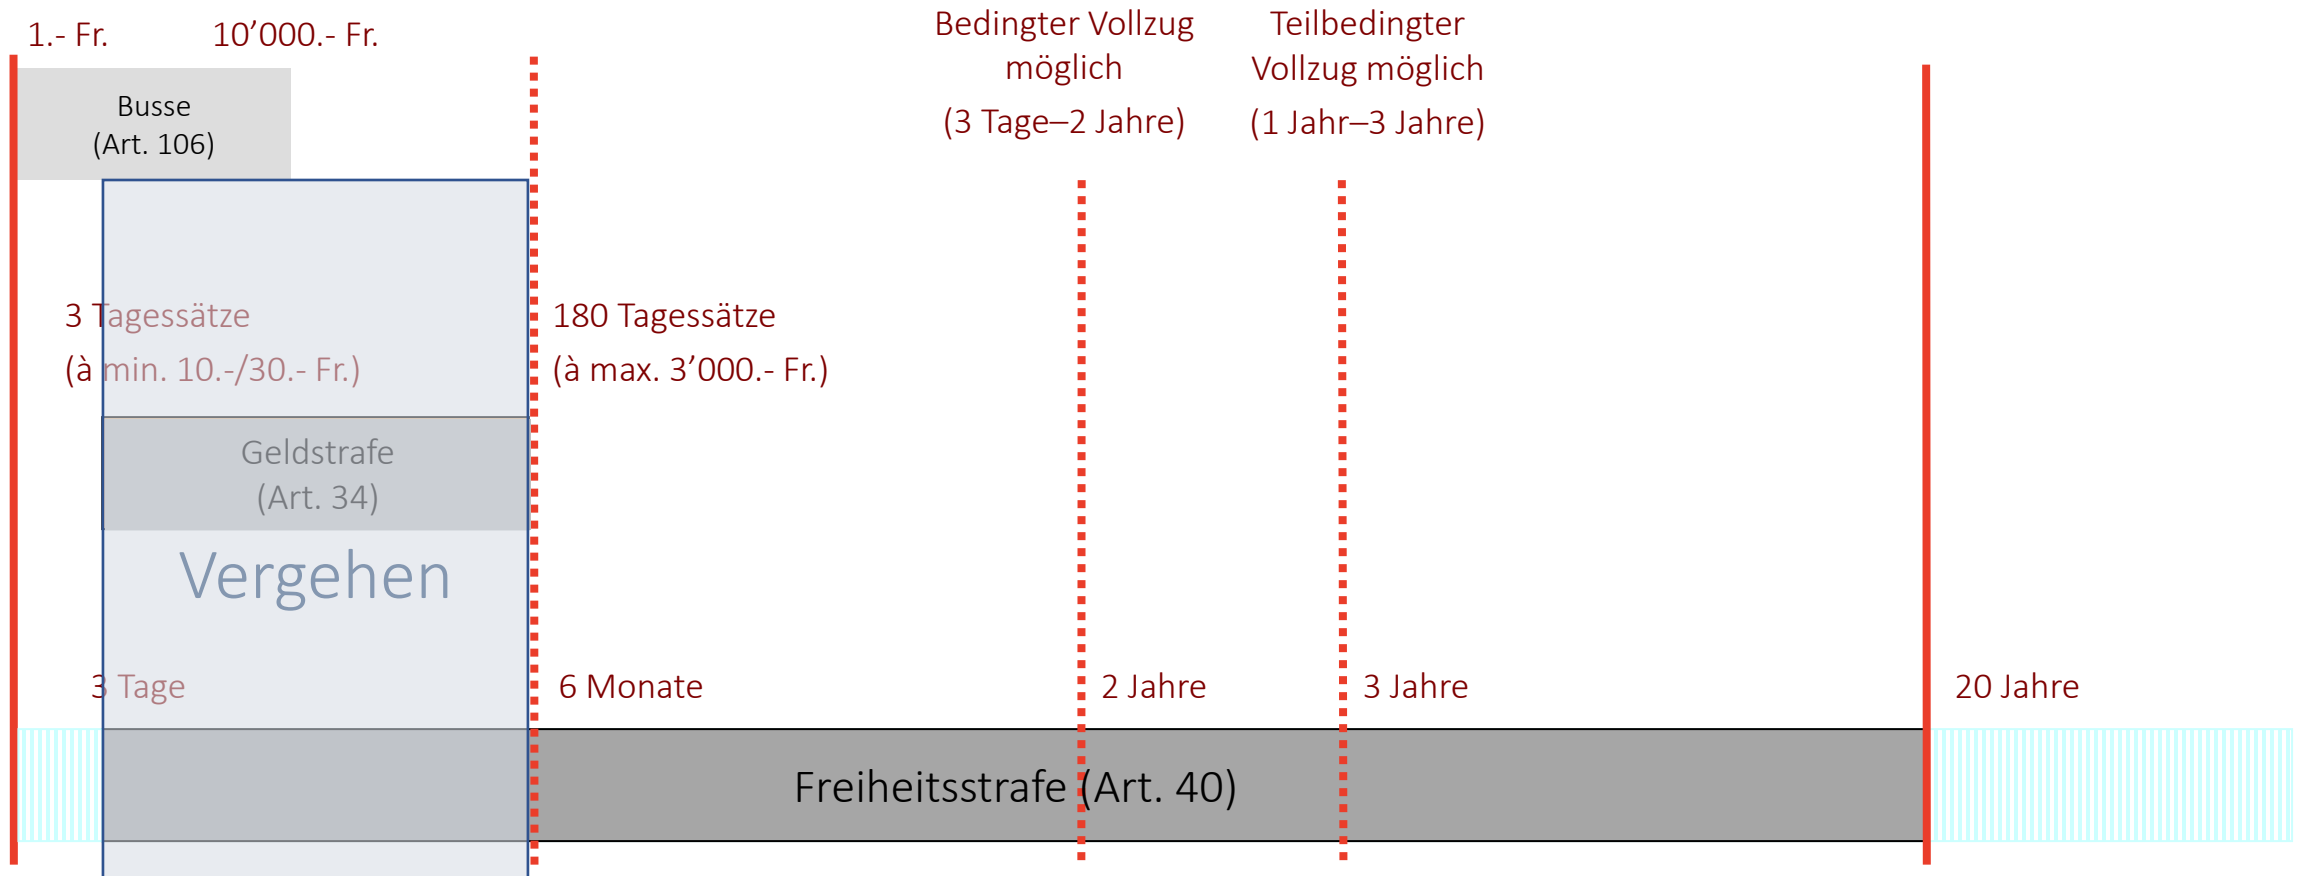 1.- Fr.
10’000.- Fr.
Bedingter Vollzug
möglich
(3 Tage–2 Jahre)
Teilbedingter
Vollzug möglich
(1 Jahr–3 Jahre)
Busse
(Art. 106)
3 Tagessätze
(à min. 10.-/30.- Fr.)
180 Tagessätze
(à max. 3’000.- Fr.)
Geldstrafe
(Art. 34)
Vergehen
3 Tage
6 Monate
2 Jahre
3 Jahre
20 Jahre
Freiheitsstrafe (Art. 40)